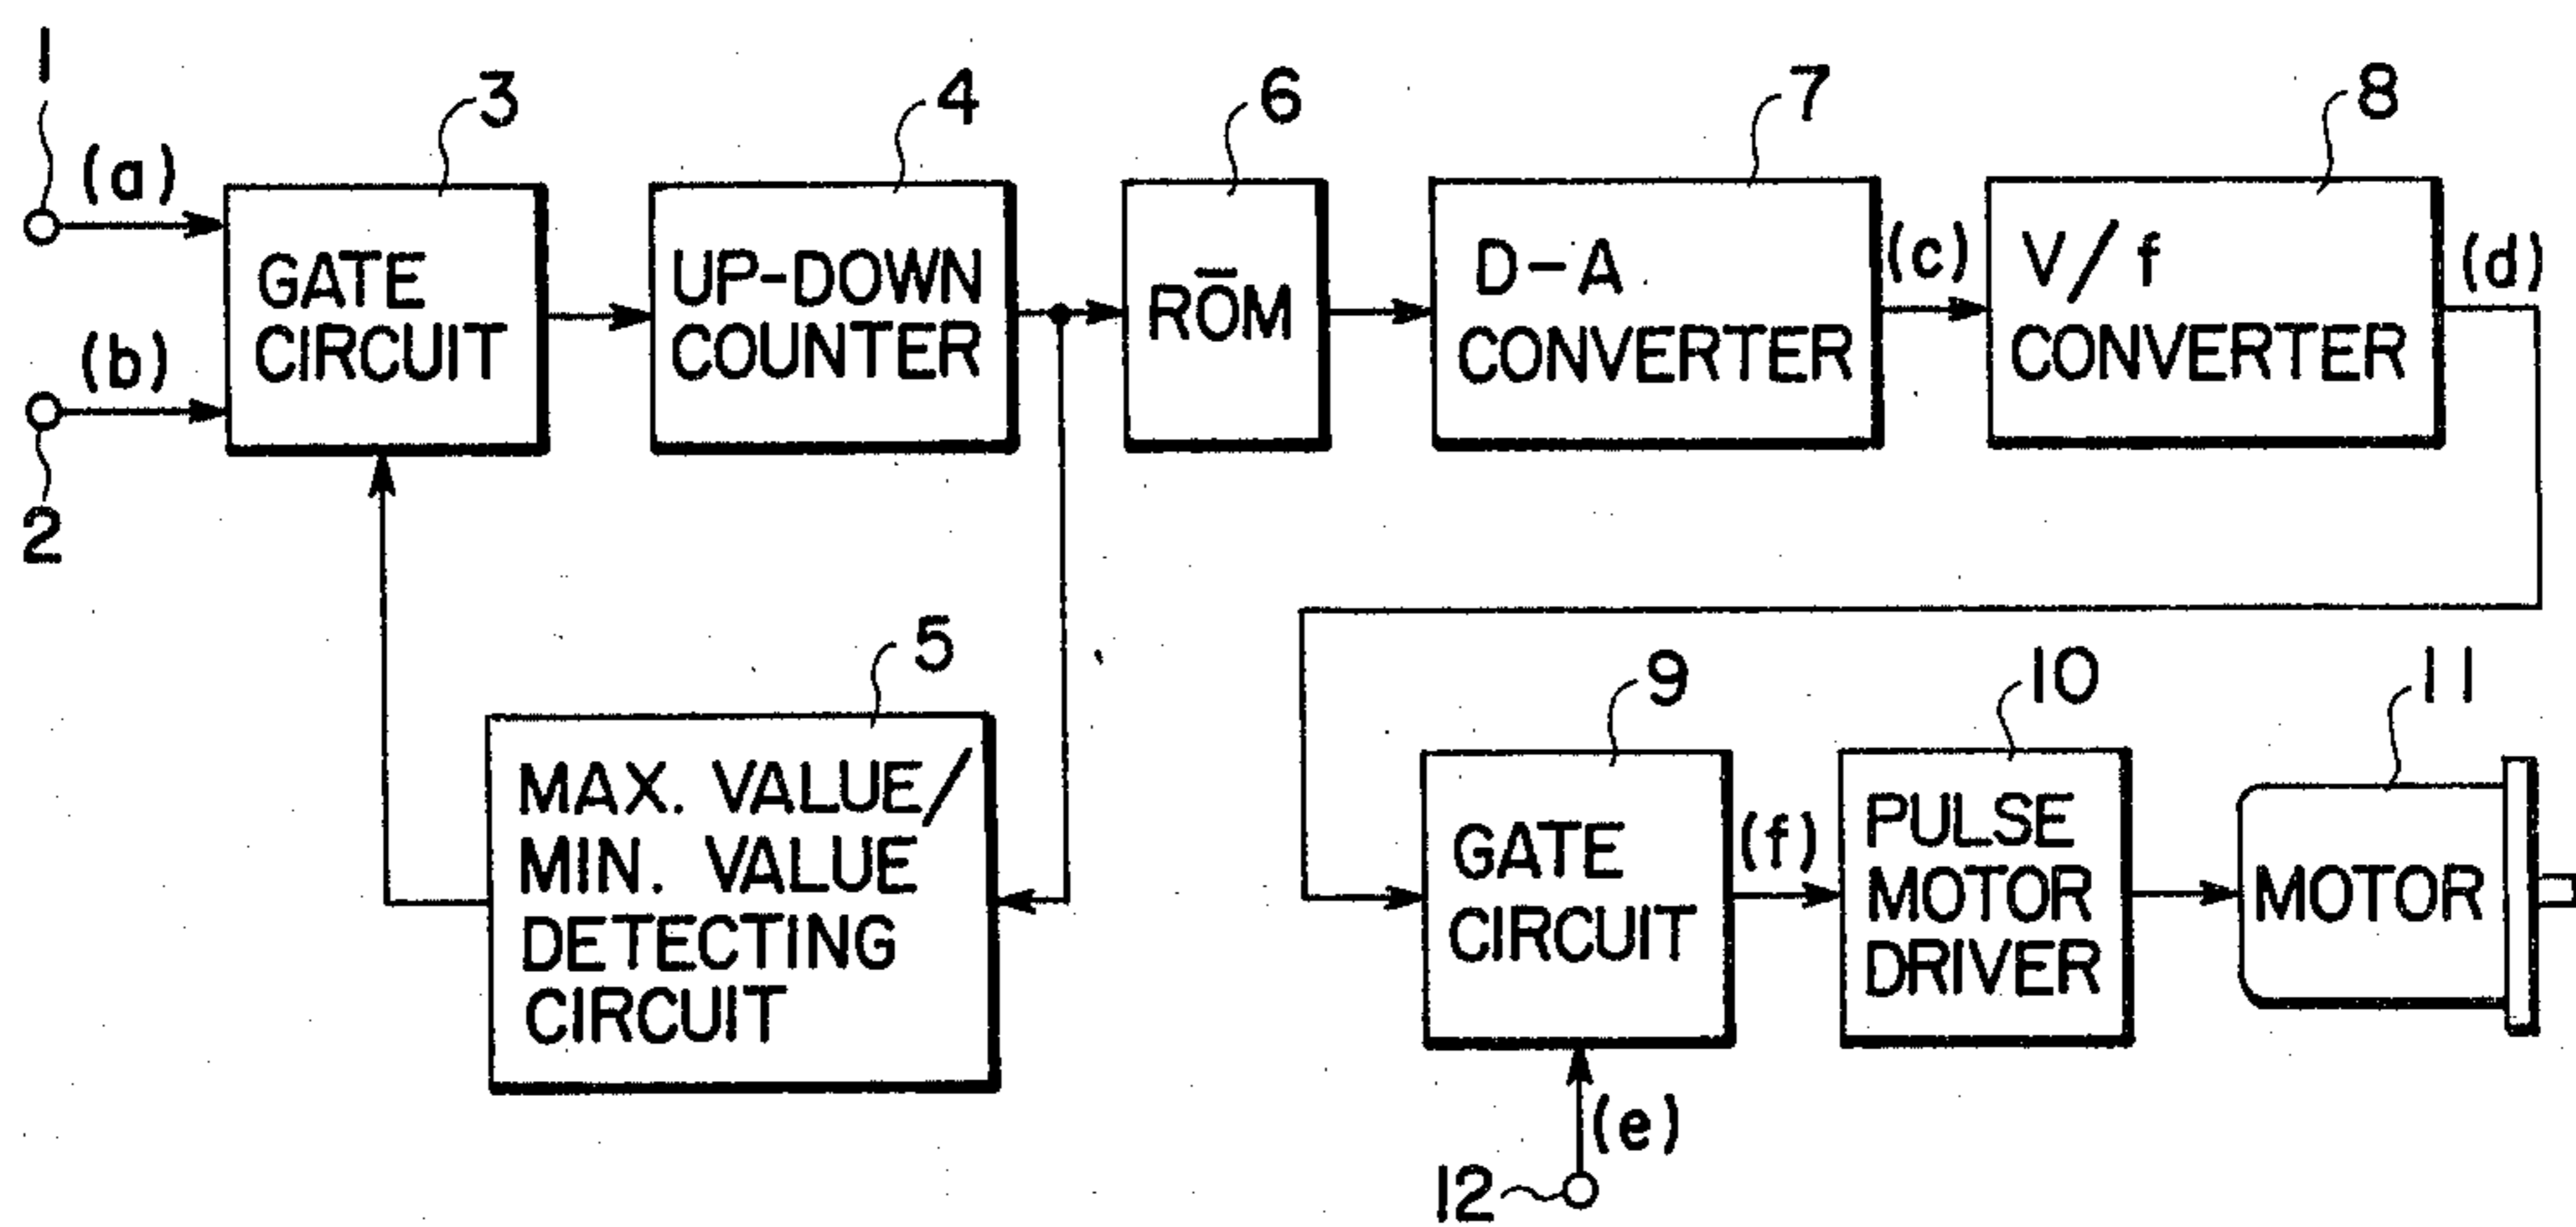 1
(a)
3
GATE
CIRCUIT
4
UP-DOWN
COUNTER
6
RŌM
7
D-A
CONVERTER
(c)
8
V/f
CONVERTER
(d)
(b)
2
5
MAX. VALUE/
MIN. VALUE
DETECTING
CIRCUIT
9
GATE
CIRCUIT
(f)
10
PULSE
MOTOR
DRIVER
11
MOTOR
(e)
12